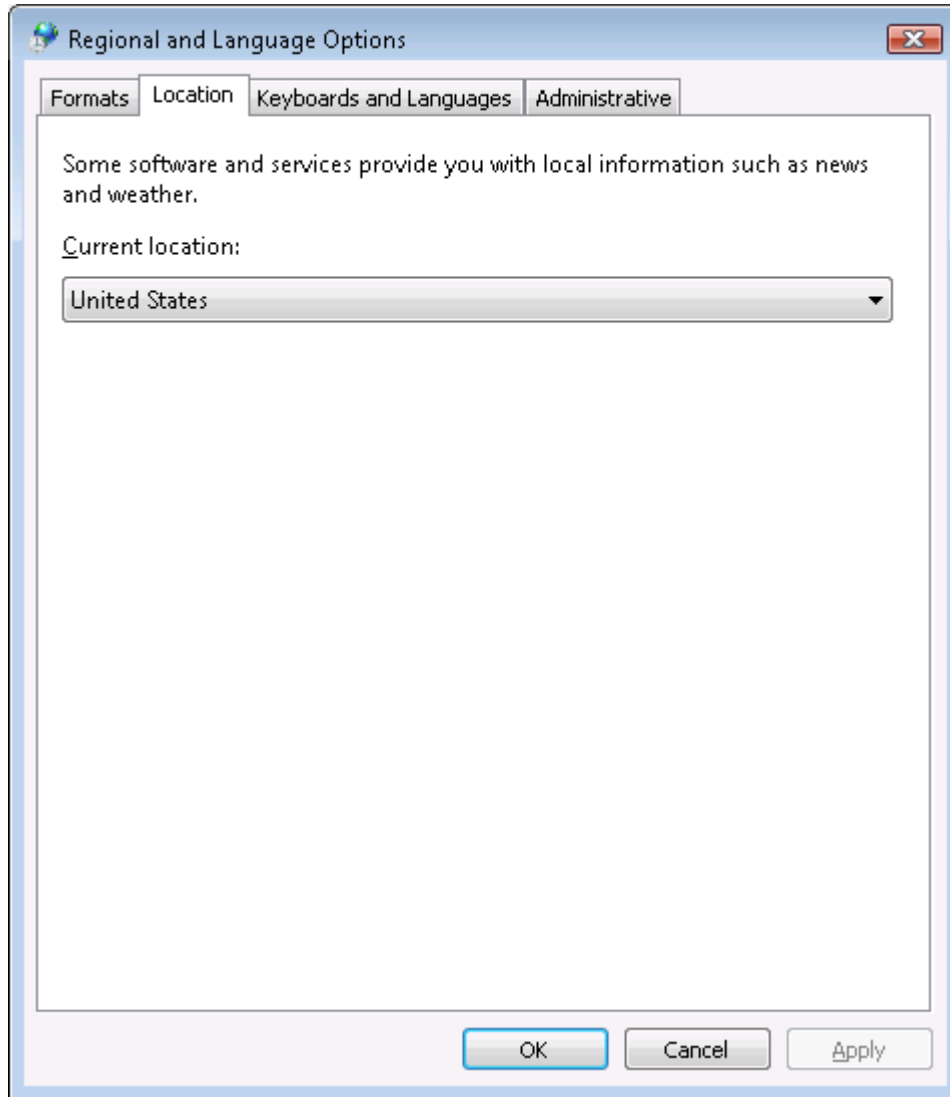 Regional and Language Options
Formats Location Keyboards and Languages Administrative
Some software and services provide you with local information such as news
and weather.
Current location:
United States
OK Cancel Apply